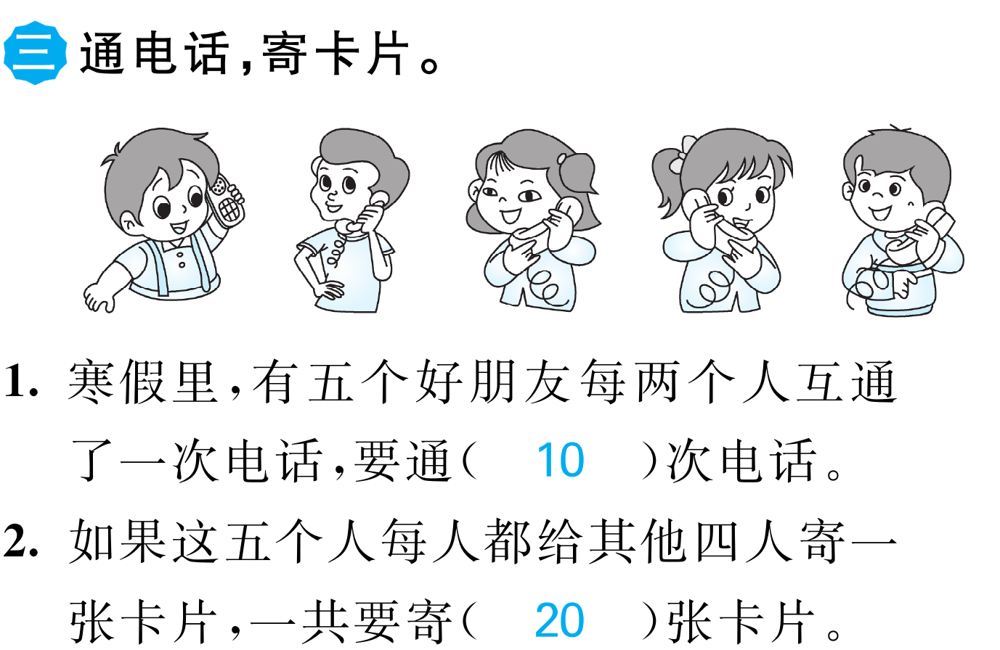 三 通电话,寄卡片。
1. 寒假里,有五个好朋友每两个人互通
了一次电话,要通( 10 )次电话。
2. 如果这五个人每人都给其他四人寄一
张卡片,一共要寄( 20 )张卡片。